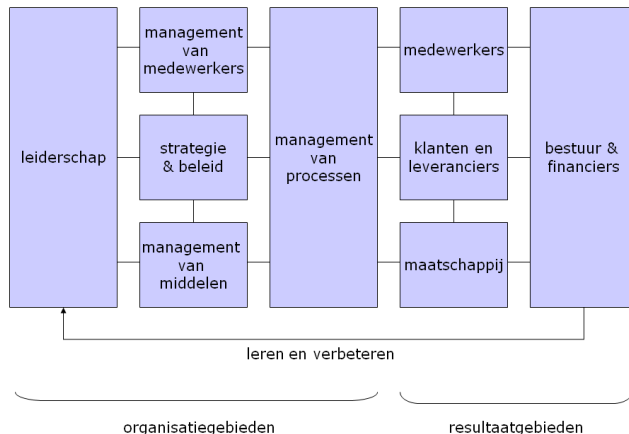 leiderschap
management
van
medewerkers
strategie
& beleid
management
van
middelen
management
van
processen
medewerkers
klanten en
leveranciers
maatschappij
bestuur &
financiers
leren en verbeteren
organisatiegebieden
resultaatgebieden